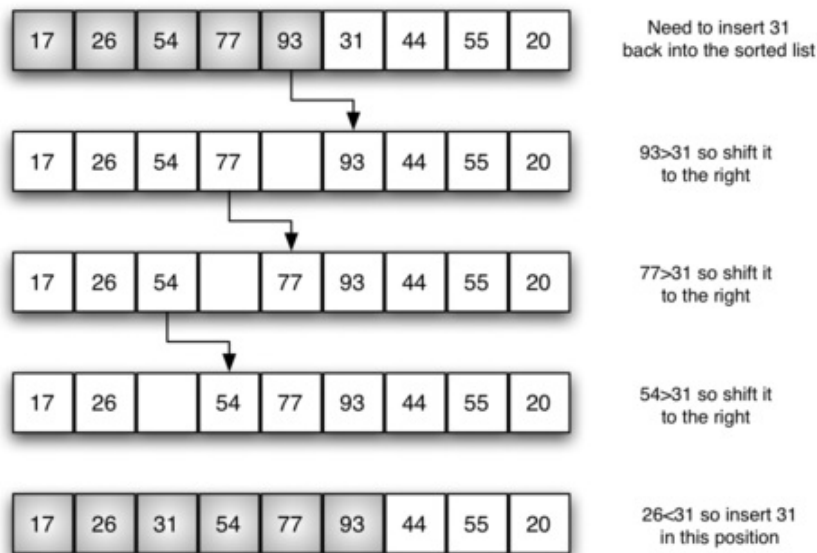 17 26 54 77 93 31 44 55 20
Need to insert 31
back into the sorted list
17 26 54 77 93 44 55 20
93>31 so shift it
to the right
17 26 54 77 93 44 55 20
77>31 so shift it
to the right
17 26 54 77 93 44 55 20
54>31 so shift it
to the right
17 26 31 54 77 93 44 55 20
26<31 so insert 31
in this position